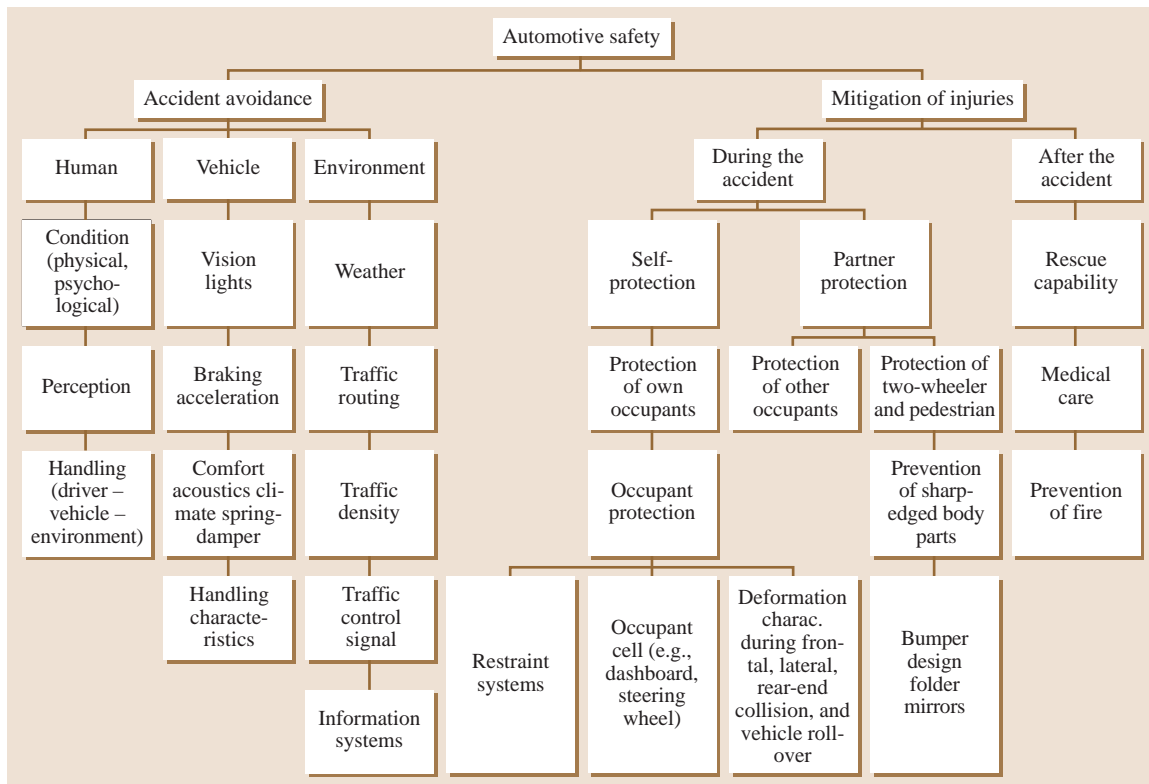 Automotive safety
Accident avoidance
Mitigation of injuries
Human
Vehicle
Environment
During the
accident
After the
accident
Condition
(physical,
psycho-
logical)
Vision
lights
Weather
Self-
protection
Partner
protection
Rescue
capability
Perception
Braking
acceleration
Traffic
routing
Protection
of own
occupants
Protection
of other
occupants
Protection of
two-wheeler
and pedestrian
Medical
care
Handling
(driver –
vehicle –
environment)
Comfort
acoustics cli-
mate spring-
damper
Traffic
density
Occupant
protection
Prevention
of sharp-
edged body
parts
Prevention
of fire
Handling
characte-
ristics
Traffic
control
signal
Restraint
systems
Occupant
cell (e.g.,
dashboard,
steering
wheel)
Deformation
charac.
during fron-
tal, lateral,
rear-end
collision, and
vehicle roll-
over
Bumper
design
folder
mirrors
Information
systems